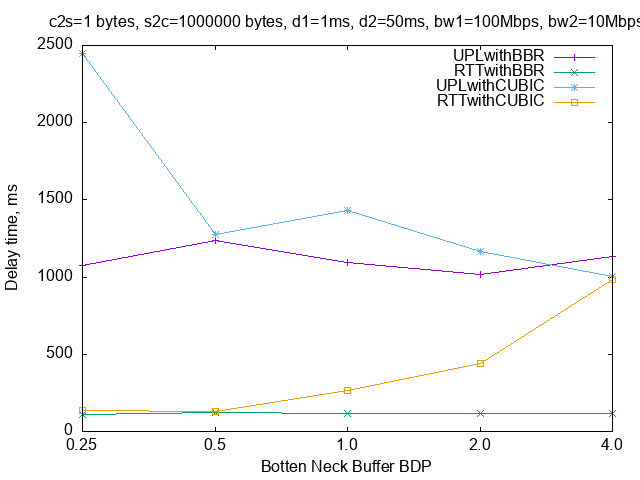 c2s=1 bytes, s2c=1000000 bytes, d1=1ms, d2=50ms, bw1=100Mbps, bw2=10Mbps
2500
2000
1500
1000
500
0
Delay time, ms
UPLwithBBR
RTTwithBBR
UPLwithCUBIC
RTTwithCUBIC
0.25 0.5 1.0 2.0 4.0
Botten Neck Buffer BDP